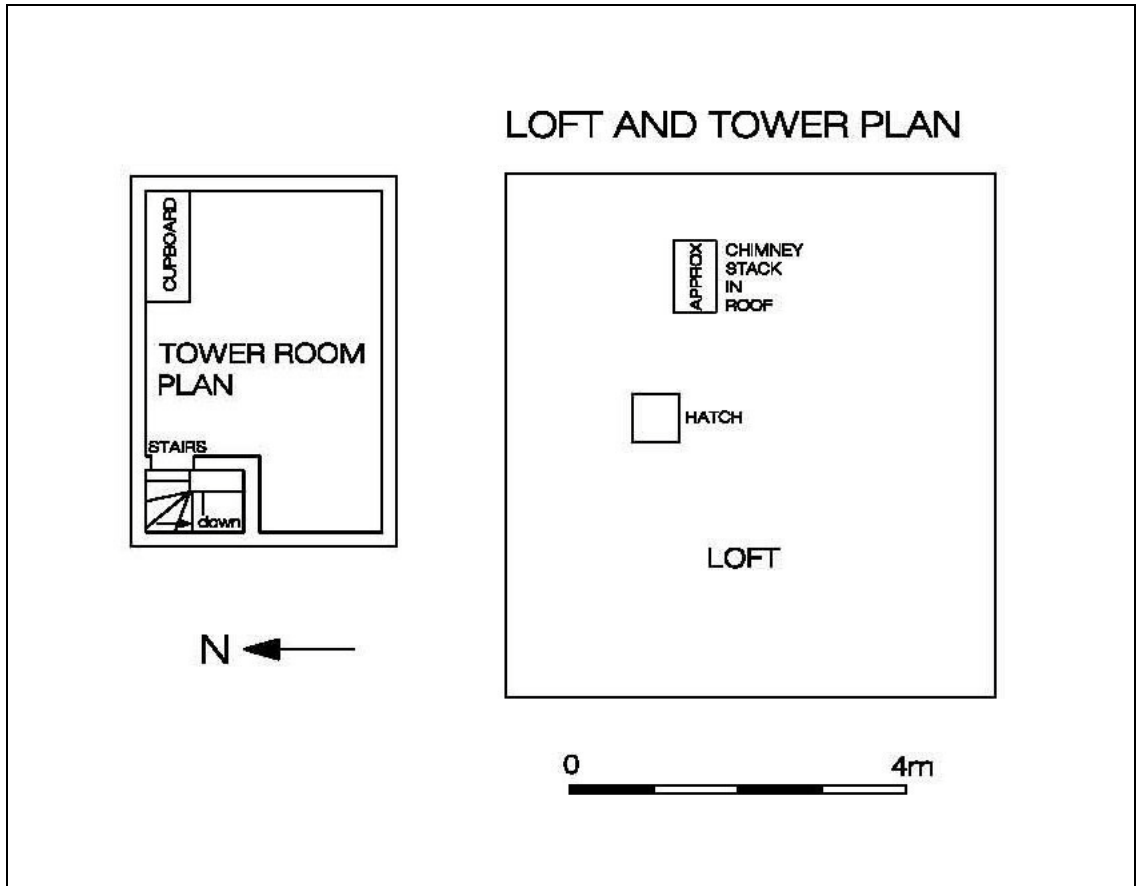 LOFT AND TOWER PLAN
CUPBOARD
TOWER ROOM
PLAN
STAIRS
down
APPROX
CHIMNEY
STACK
IN
ROOF
HATCH
LOFT
N
0 4m